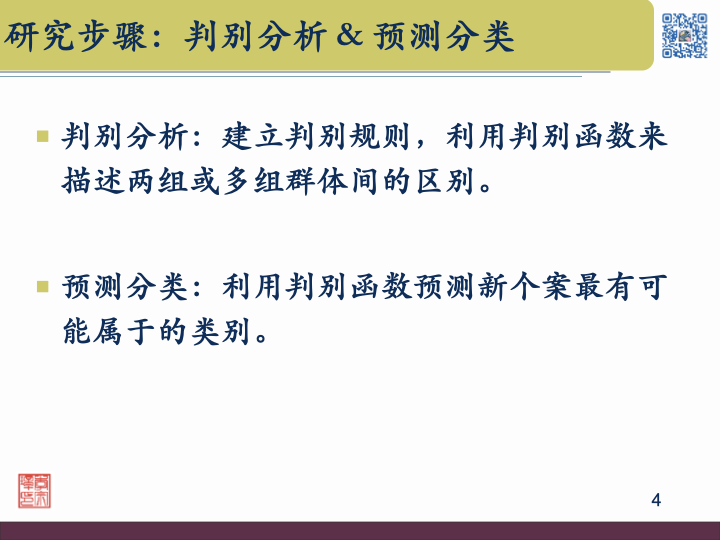 研究步骤：判别分析 & 预测分类
判别分析：建立判别规则，利用判别函数来
描述两组或多组群体间的区别。
预测分类：利用判别函数预测新个案最有可
能属于的类别。
4